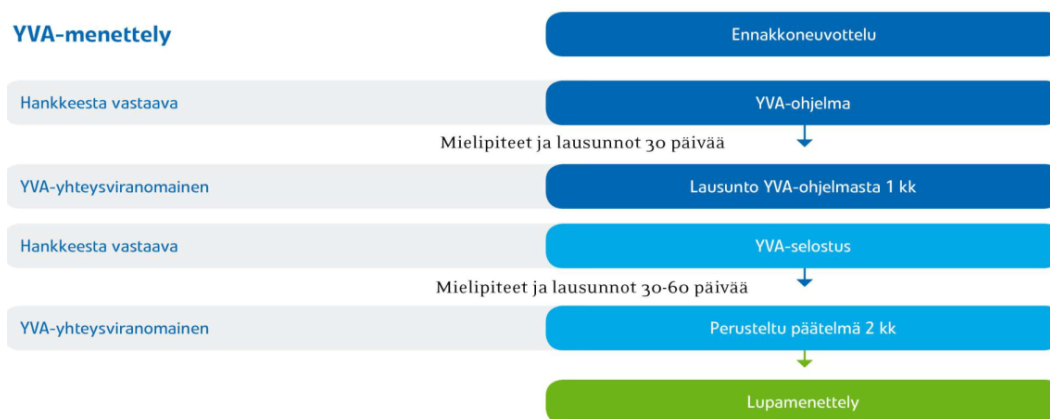 YVA-menettely
Ennakkoneuvottelu
Hankkeesta vastaava
YVA-ohjelma
Mielipiteet ja lausunnot 30 päivää
YVA-yhteysviranomainen
Lausunto YVA-ohjelmasta 1 kk
Hankkeesta vastaava
YVA-selostus
Mielipiteet ja lausunnot 30-60 päivää
YVA-yhteysviranomainen
Perusteltu päätelmä 2 kk
Lupamenettely